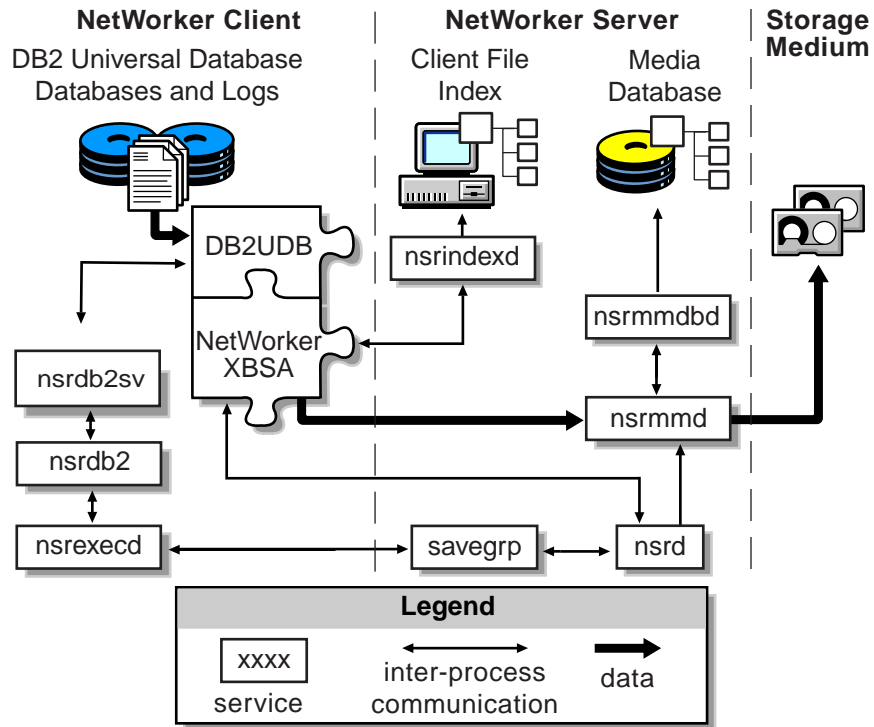 NetWorker Client
NetWorker Server
Storage
Medium
DB2 Universal Database
Databases and Logs
Client File
Index
Media
Database
DB2UDB
nsrindexd
NetWorker
XBSA
nsrmmdbd
nsrdb2sv
nsrmmd
nsrdb2
nsrexecd
savegrp
nsrd
Legend
xxxx
service
inter-process
communication
data